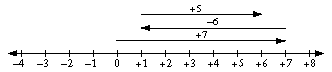 +5
–6
+7
–4 –3 –2 –1 0 +1 +2 +3 +4 +5 +6 +7 +8